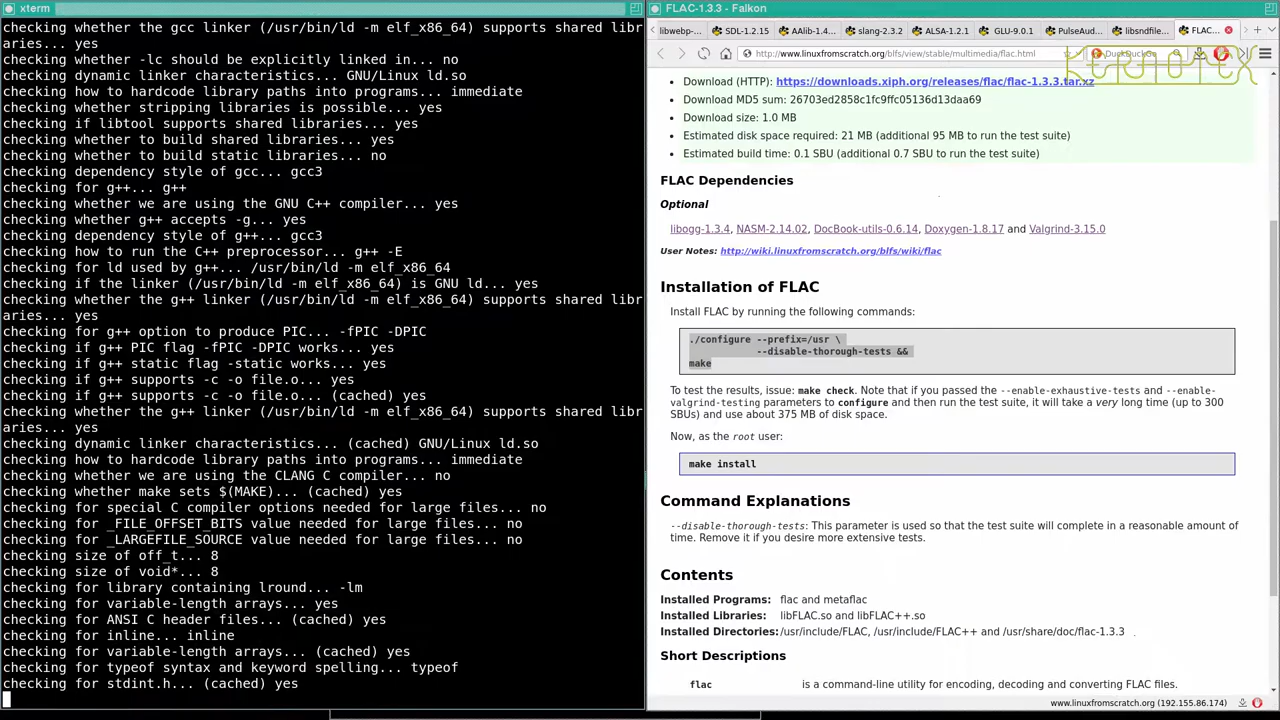 xterm
checking whether the gcc linker (/usr/bin/ld -m elf_x86_64) supports shared libr
aries... yes
checking whether -lc should be explicitly linked in... no
checking dynamic linker characteristics... GNU/Linux ld.so
checking how to hardcode library paths into programs... immediate
checking whether stripping libraries is possible... yes
checking if libtool supports shared libraries... yes
checking whether to build shared libraries... yes
checking whether to build static libraries... no
checking dependency style of gcc... gcc3
checking for g++... g++
checking whether we are using the GNU C++ compiler... yes
checking whether g++ accepts -g... yes
checking dependency style of g++... gcc3
checking how to run the C++ preprocessor... g++ -E
checking for ld used by g++... /usr/bin/ld -m elf_x86_64
checking if the linker (/usr/bin/ld -m elf_x86_64) is GNU ld... yes
checking whether the g++ linker (/usr/bin/ld -m elf_x86_64) supports shared libr
aries... yes
checking for g++ option to produce PIC... -fPIC -DPIC
checking if g++ PIC flag -fPIC -DPIC works... yes
checking if g++ static flag -static works... yes
checking if g++ supports -c -o file.o... yes
checking if g++ supports -c -o file.o... (cached) yes
checking whether the g++ linker (/usr/bin/ld -m elf_x86_64) supports shared libr
aries... yes
checking dynamic linker characteristics... (cached) GNU/Linux ld.so
checking how to hardcode library paths into programs... immediate
checking whether we are using the CLANG C compiler... no
checking whether make sets $(MAKE)... (cached) yes
checking for special C compiler options needed for large files... no
checking for _FILE_OFFSET_BITS value needed for large files... no
checking for _LARGEFILE_SOURCE value needed for large files... no
checking size of off_t... 8
checking size of void*... 8
checking for library containing lround... -lm
checking for variable-length arrays... yes
checking for ANSI C header files... (cached) yes
checking for inline... inline
checking for variable-length arrays... (cached) yes
checking for typeof syntax and keyword spelling... typeof
checking for stdint.h... (cached) yes
FLAC-1.3.3 - Falkon
libwebp-... SDL-1.2.15 AAlib-1.4... slang-2.3.2 ALSA-1.2.1 GLU-9.0.1 PulseAud... libsndfile... FLAC...
http://www.linuxfromscratch.org/blfs/view/stable/multimedia/flac.html DuckDuckGo
KERNOTEX
Download (HTTP): https://downloads.xiph.org/releases/flac/flac-1.3.3.tar.xz
Download MD5 sum: 26703ed2858c1fc9ffc05136d13daa69
Download size: 1.0 MB
Estimated disk space required: 21 MB (additional 95 MB to run the test suite)
Estimated build time: 0.1 SBU (additional 0.7 SBU to run the test suite)
FLAC Dependencies
Optional
libogg-1.3.4, NASM-2.14.02, DocBook-utils-0.6.14, Doxygen-1.8.17 and Valgrind-3.15.0
User Notes: http://wiki.linuxfromscratch.org/blfs/wiki/flac
Installation of FLAC
Install FLAC by running the following commands:
./configure --prefix=/usr \
--disable-thorough-tests &&
make
To test the results, issue: make check. Note that if you passed the --enable-exhaustive-tests and --enable-
valgrind-testing parameters to configure and then run the test suite, it will take a very long time (up to 300
SBUs) and use about 375 MB of disk space.
Now, as the root user:
make install
Command Explanations
--disable-thorough-tests: This parameter is used so that the test suite will complete in a reasonable amount of
time. Remove it if you desire more extensive tests.
Contents
Installed Programs: flac and metaflac
Installed Libraries: libFLAC.so and libFLAC++.so
Installed Directories: /usr/include/FLAC, /usr/include/FLAC++ and /usr/share/doc/flac-1.3.3
Short Descriptions
flac is a command-line utility for encoding, decoding and converting FLAC files.
www.linuxfromscratch.org (192.155.86.174)